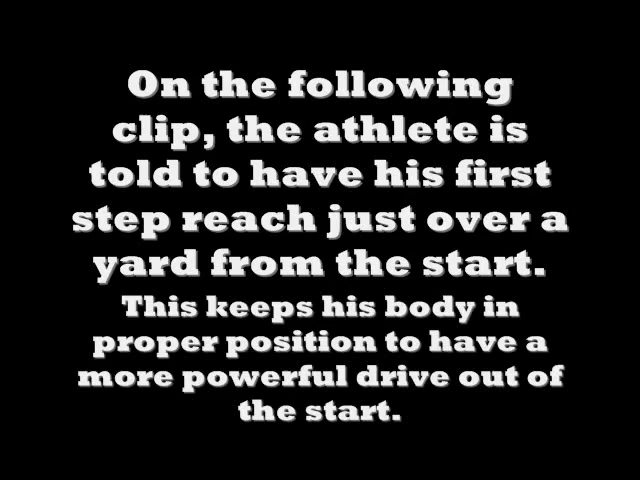 On the following
clip, the athlete is
told to have his first
step reach just over a
yard from the start.
This keeps his body in
proper position to have a
more powerful drive out of
the start.